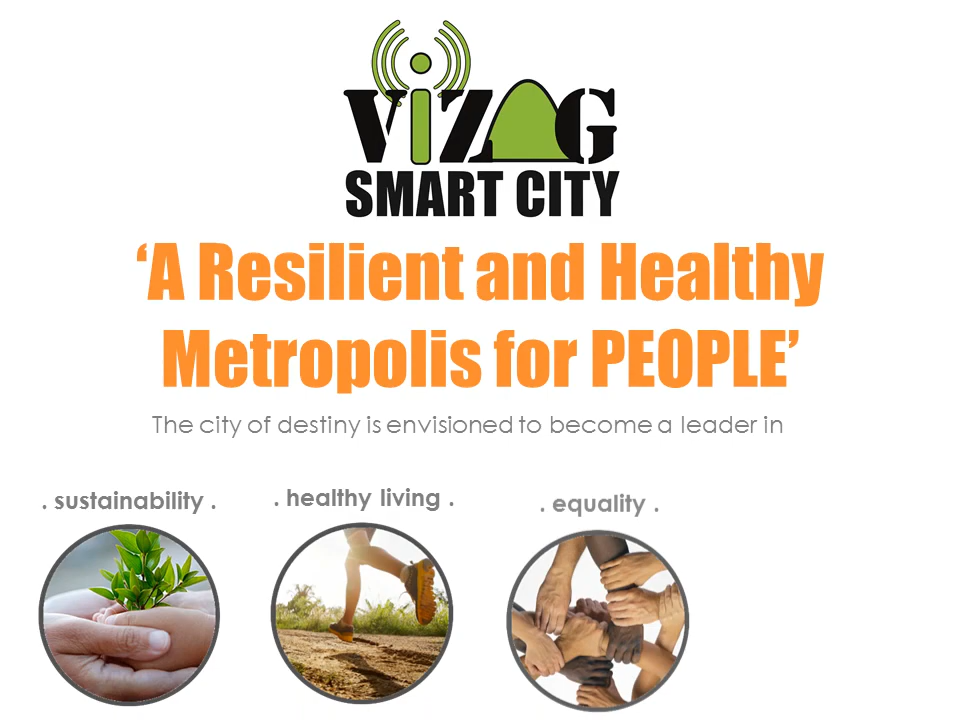 ViZAG
SMART CITY
‘A Resilient and Healthy
Metropolis for PEOPLE’
The city of destiny is envisioned to become a leader in
. sustainability .
. healthy living .
. equality .